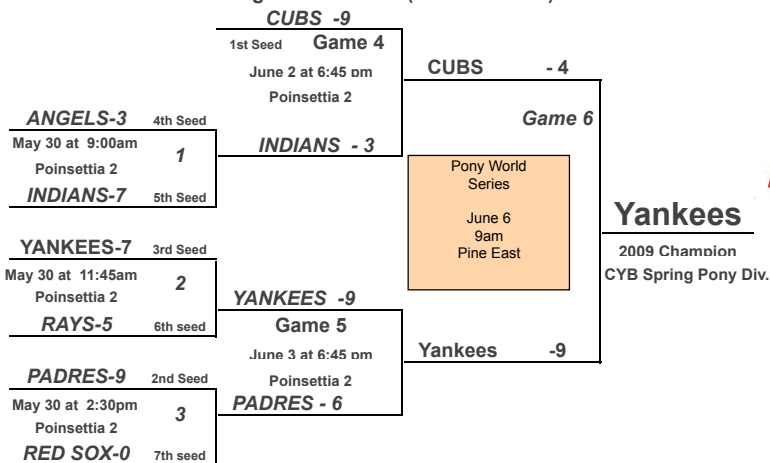 CUBS -9
1st Seed Game 4
June 2 at 6:45 pm
Poinsettia 2
CUBS - 4
ANGELS-3 4th Seed
Game 6
May 30 at 9:00am
1
Poinsettia 2
INDIANS - 3
INDIANS-7 5th Seed
Pony World
Series
June 6
9am
Pine East
Yankees
2009 Champion
CYB Spring Pony Div.
YANKEES-7 3rd Seed
May 30 at 11:45am
2
Poinsettia 2
YANKEES -9
RAYS-5 6th seed
Game 5
June 3 at 6:45 pm
Yankees -9
PADRES-9 2nd Seed
Poinsettia 2
May 30 at 2:30pm
3
PADRES - 6
Poinsettia 2
RED SOX-0 7th seed